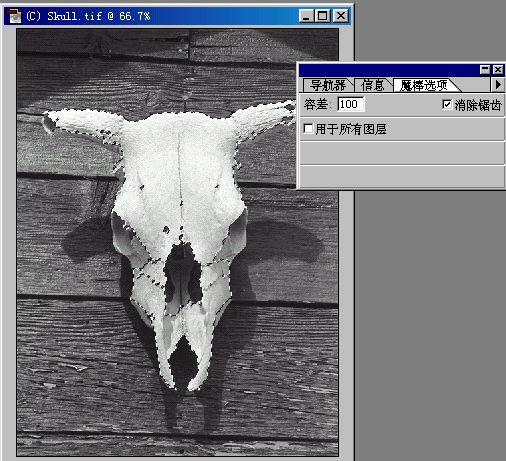 (C) Skull.tif @ 66.7%
导航器 信息 魔棒选项
容差: 100 消除锯齿
用于所有图层